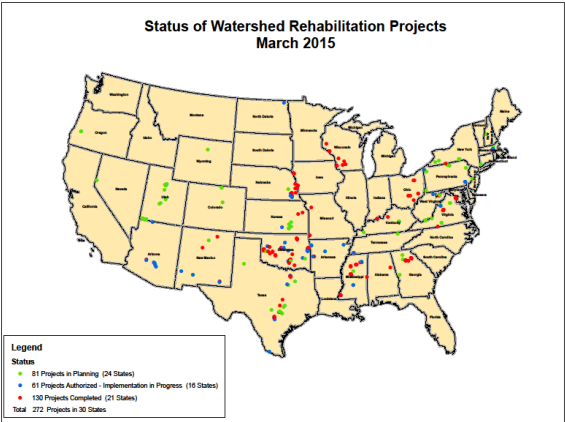 Status of Watershed Rehabilitation Projects
March 2015
Washington
Montana
North Dakota
Minnesota
Maine
Oregon
Idaho
Wyoming
South Dakota
Wisconsin
Michigan
Michigan
New York
Nevada
Utah
Colorado
Nebraska
Iowa
Illinois
Indiana
Ohio
Pennsylvania
California
Kansas
Missouri
West Virginia
Virginia
Arizona
New Mexico
Arkansas
Tennessee
North Carolina
South Carolina
Texas
Louisiana
Mississippi
Alabama
Georgia
Florida
Legend
Status
81 Projects in Planning (24 States)
61 Projects Authorized - Implementation in Progress (16 States)
130 Projects Completed (21 States)
Total 272 Projects in 30 States